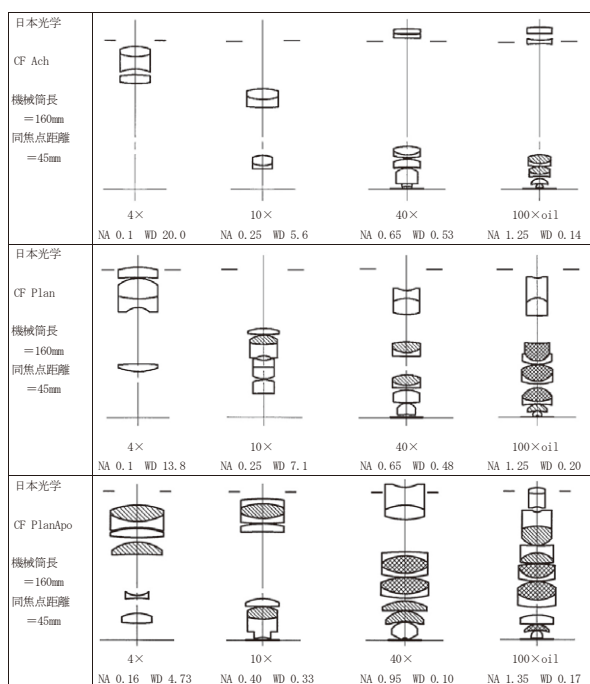 日本光学
CF Ach
機械筒長
=160mm
同焦点距離
=45mm
4× 10× 40× 100×oil
NA 0.1 WD 20.0 NA 0.25 WD 5.6 NA 0.65 WD 0.53 NA 1.25 WD 0.14
日本光学
CF Plan
機械筒長
=160mm
同焦点距離
=45mm
4× 10× 40× 100×oil
NA 0.1 WD 13.8 NA 0.25 WD 7.1 NA 0.65 WD 0.48 NA 1.25 WD 0.20
日本光学
CF PlanApo
機械筒長
=160mm
同焦点距離
=45mm
4× 10× 40× 100×oil
NA 0.16 WD 4.73 NA 0.40 WD 0.33 NA 0.95 WD 0.10 NA 1.35 WD 0.17